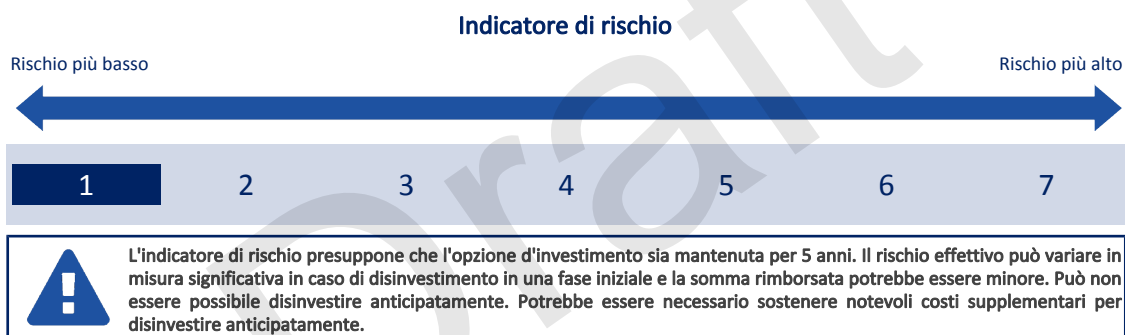 Indicatore di rischio
Rischio più basso
Rischio più alto
1 2 3 4 5 6 7
L'indicatore di rischio presuppone che l'opzione d'investimento sia mantenuta per 5 anni. Il rischio effettivo può variare in
misura significativa in caso di disinvestimento in una fase iniziale e la somma rimborsata potrebbe essere minore. Può non
essere possibile disinvestire anticipatamente. Potrebbe essere necessario sostenere notevoli costi supplementari per
disinvestire anticipatamente.
Draft